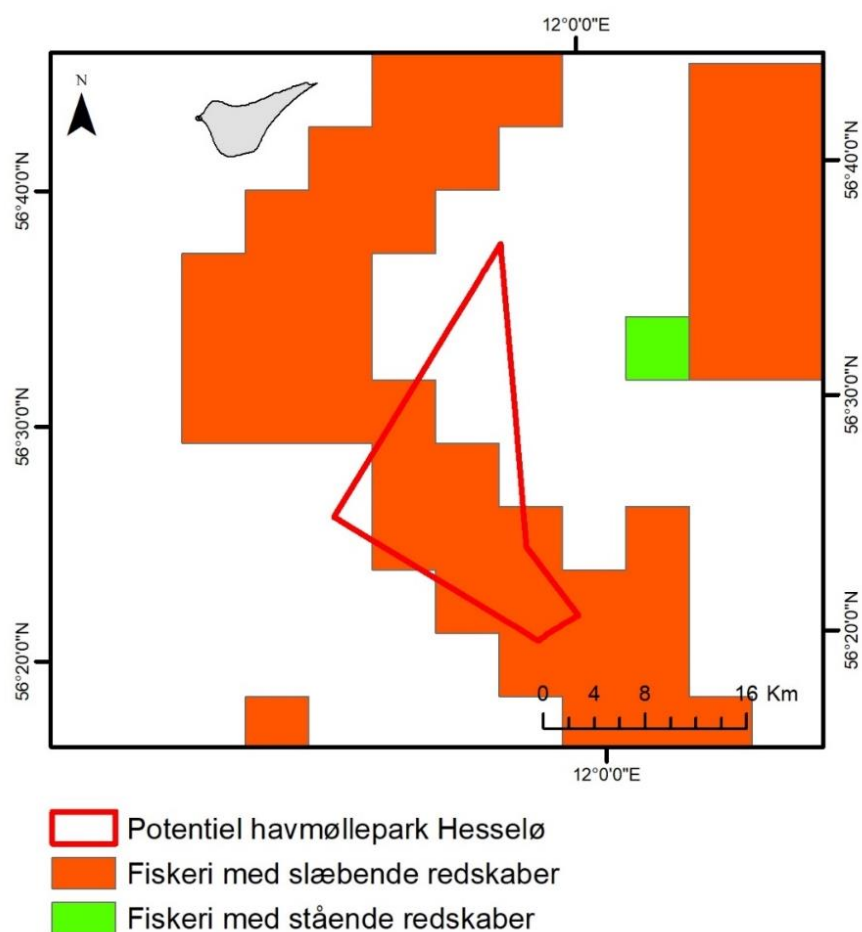 12°0'0"E
N
56°40'0"N
56°40'0"N
56°30'0"N
56°30'0"N
56°20'0"N
56°20'0"N
0 4 8 16 Km
12°0'0"E
Potentiel havmøllepark Hesselø
Fiskeri med slæbende redskaber
Fiskeri med stående redskaber